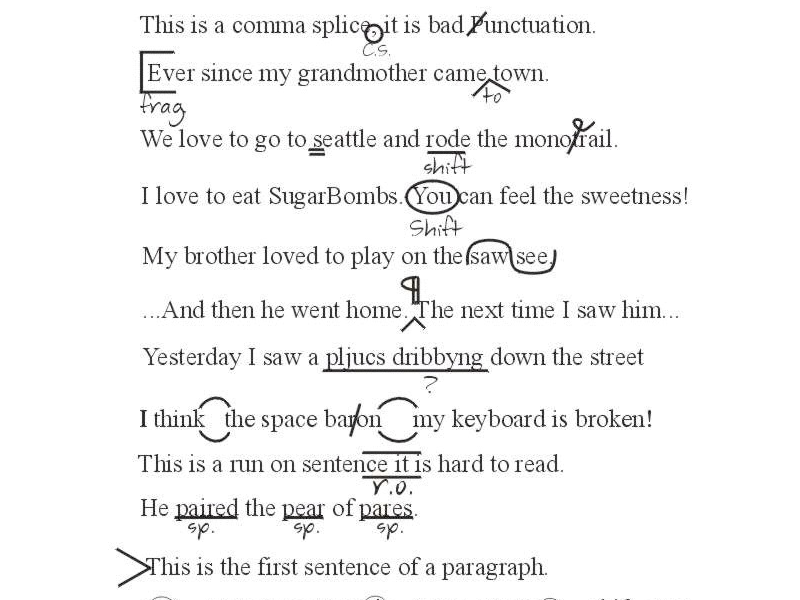 This is a comma splice, it is bad Punctuation.
c.s.
Ever since my grandmother came town.
frag to
We love to go to seattle and rode the monotrail.
shift
I love to eat SugarBombs. You can feel the sweetness!
Shift
My brother loved to play on the saw see.
...And then he went home. ¶ The next time I saw him...
Yesterday I saw a pljucs dribbyng down the street
?
I think the space baron my keyboard is broken!
This is a run on sentence it is hard to read.
r.o.
He paired the pear of pares.
sp. sp. sp.
This is the first sentence of a paragraph.